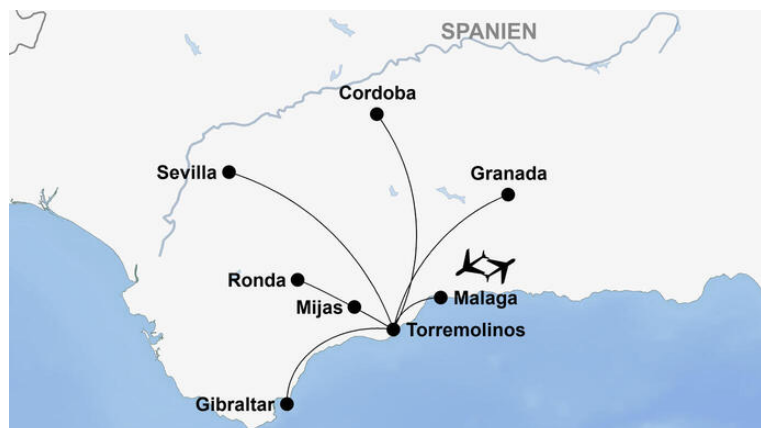 SPANIEN
Cordoba
Sevilla
Granada
Ronda
Mijas
Malaga
Torremolinos
Gibraltar